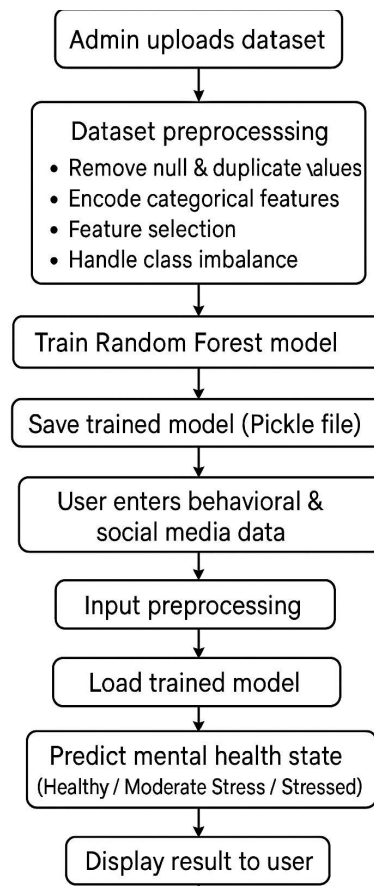 Admin uploads dataset
Dataset preprocesssing
• Remove null & duplicate values
• Encode categorical features
• Feature selection
• Handle class imbalance
Train Random Forest model
Save trained model (Pickle file)
User enters behavioral &
social media data
Input preprocessing
Load trained model
Predict mental health state
(Healthy / Moderate Stress / Stressed)
Display result to user